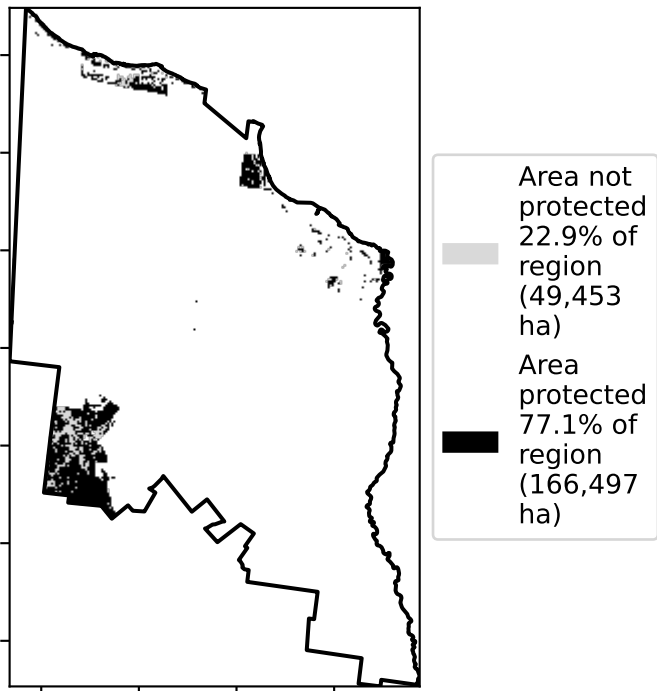 Area not
protected
22.9% of
region
(49,453
ha)
Area
protected
77.1% of
region
(166,497
ha)